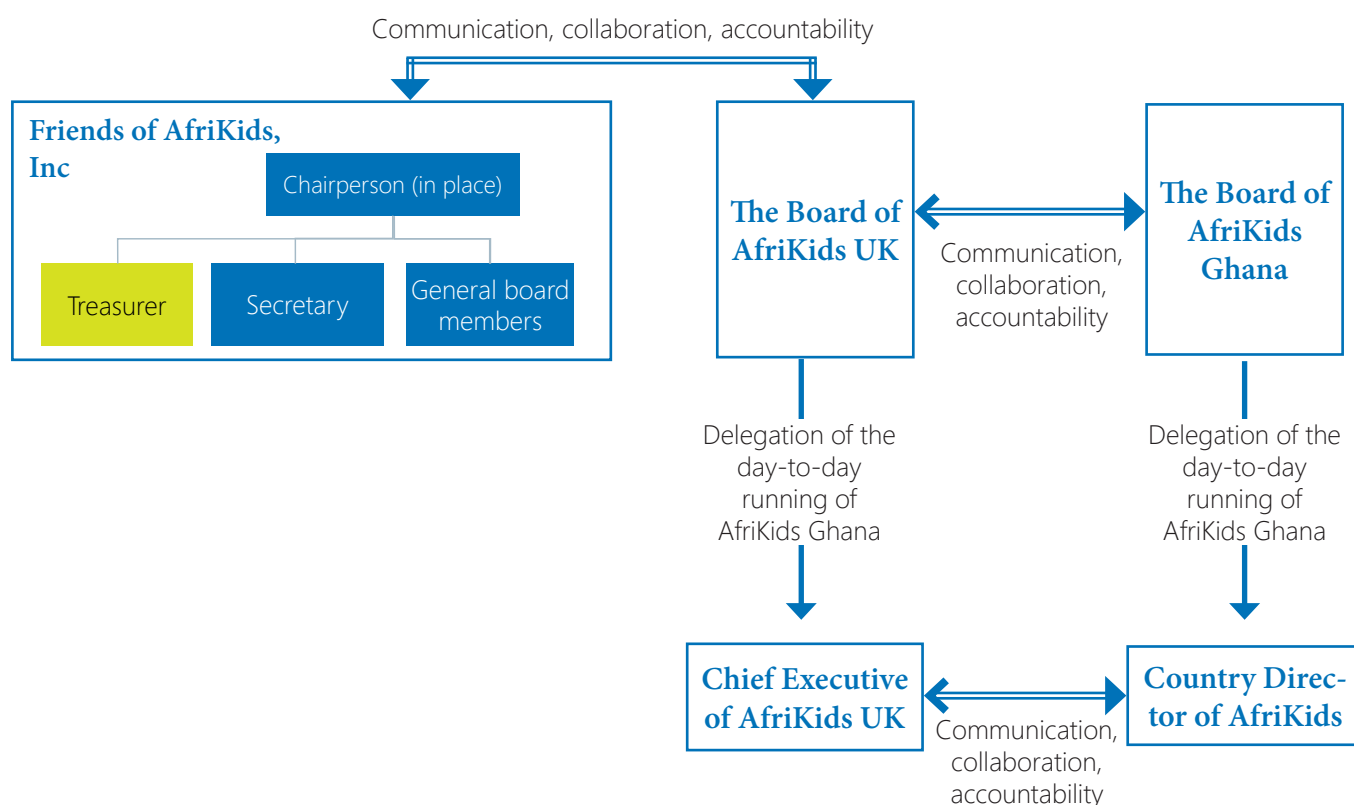 Communication, collaboration, accountability
Friends of AfriKids,
Inc
Chairperson (in place)
Treasurer
Secretary
General board
members
The Board of
AfriKids UK
Communication,
collaboration,
accountability
The Board of
AfriKids
Ghana
Delegation of the
day-to-day
running of
AfriKids Ghana
Delegation of the
day-to-day
running of
AfriKids Ghana
Chief Executive
of AfriKids UK
Communication,
collaboration,
accountability
Country Direc-
tor of AfriKids